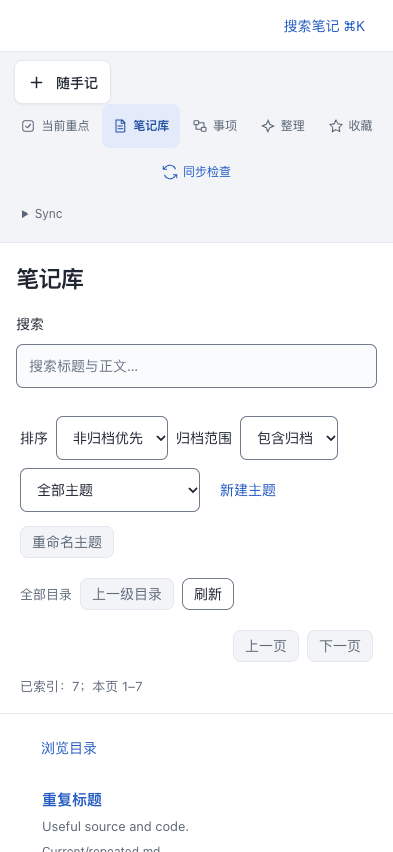 搜索笔记 ⌘K
随手记
当前重点 笔记库 事项 整理 收藏
同步检查
Sync
笔记库
搜索
搜索标题与正文...
排序 非归档优先 归档范围 包含归档
全部主题 新建主题
重命名主题
全部目录 上一级目录 刷新
上一页 下一页
已索引：7；本页 1–7
浏览目录
重复标题
Useful source and code.
Current/repeated.md